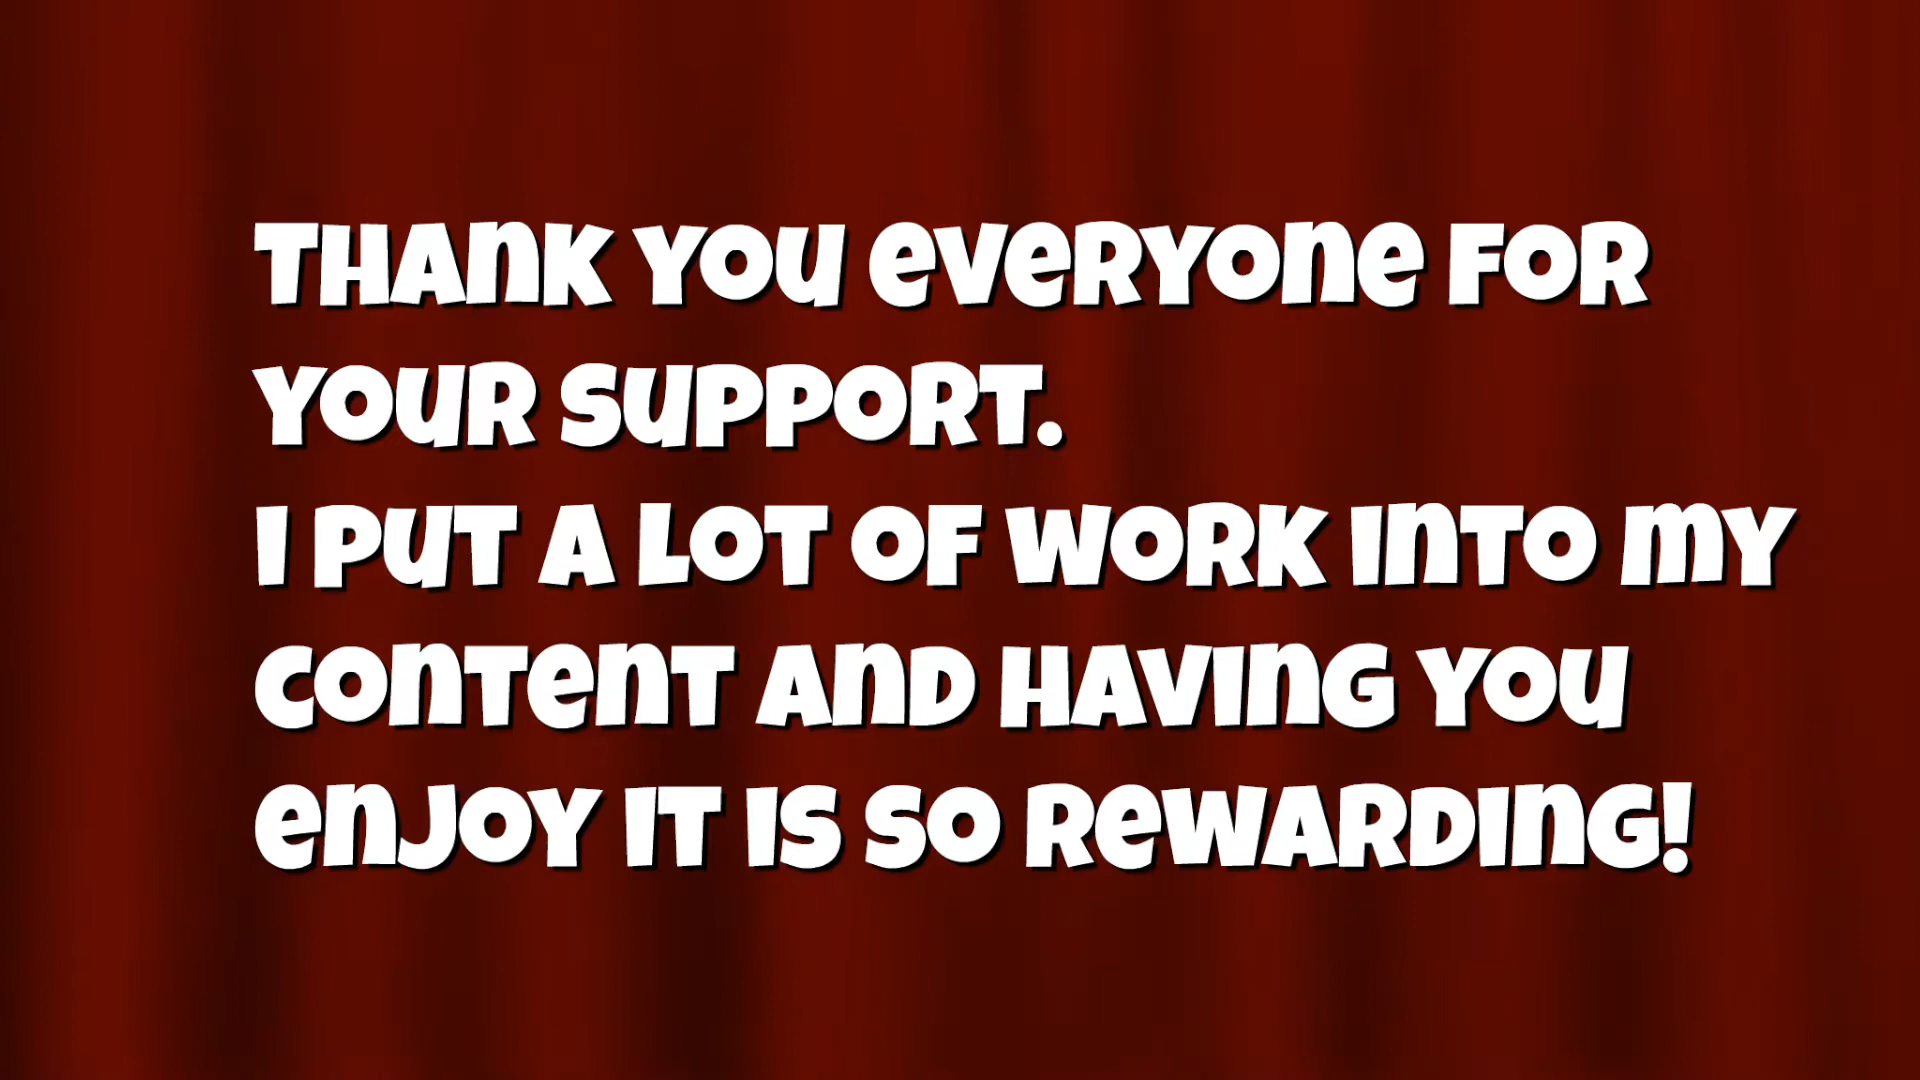 Thank you everyone for
your support.
I put a lot of work into my
content and having you
enjoy it is so rewarding!